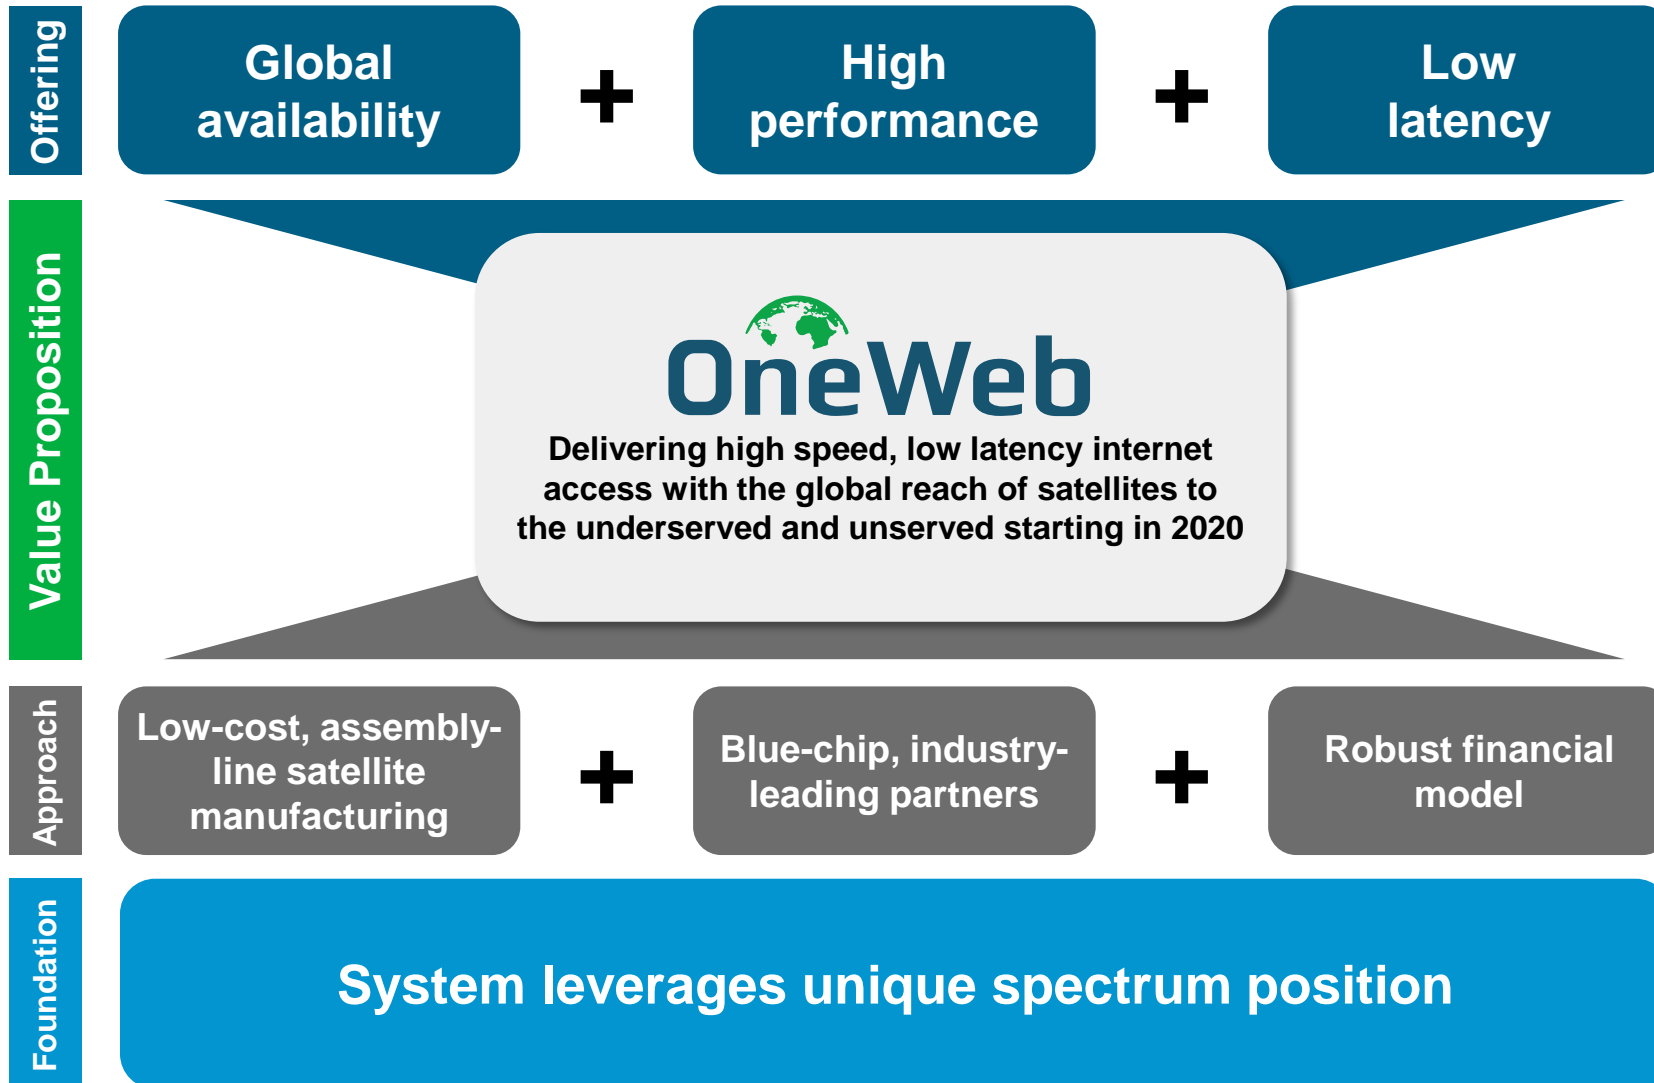 Offering
Global
availability
+
High
performance
+
Low
latency
Value Proposition
OneWeb
Delivering high speed, low latency internet
access with the global reach of satellites to
the underserved and unserved starting in 2020
Approach
Low-cost, assembly-
line satellite
manufacturing
+
Blue-chip, industry-
leading partners
+
Robust financial
model
Foundation
System leverages unique spectrum position